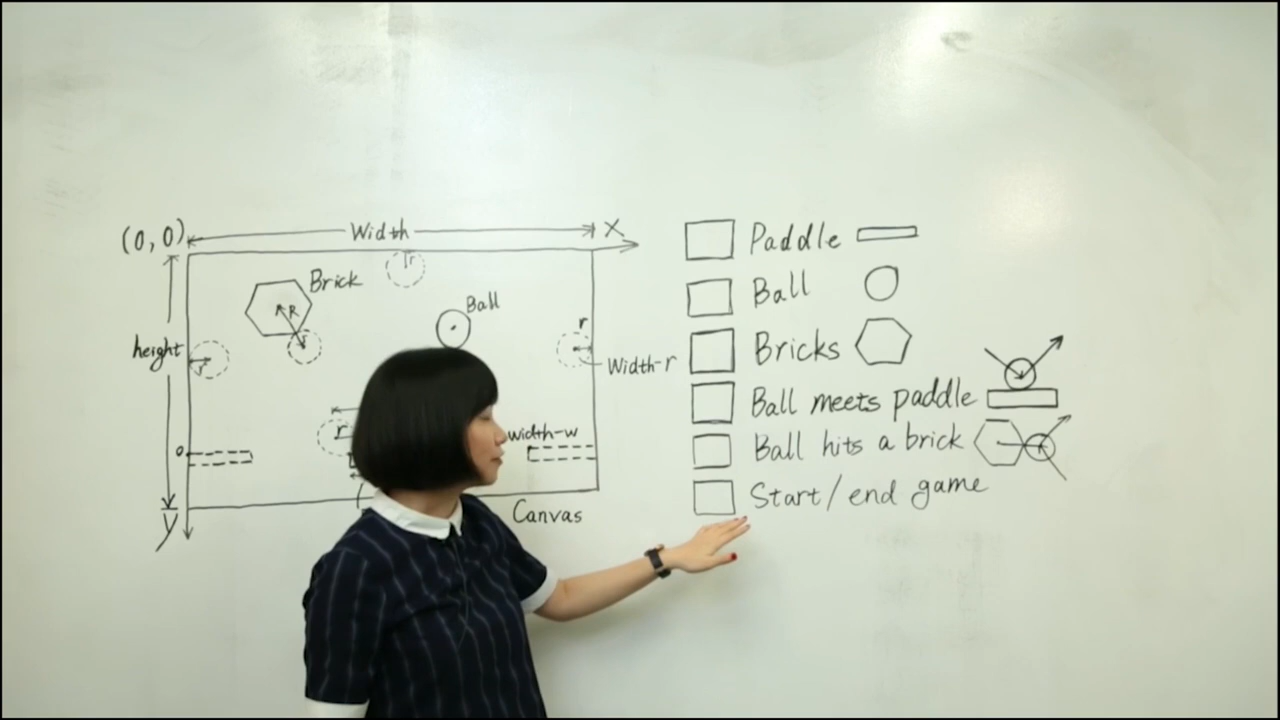 (0,0)
Width
X
r
Brick
R
r
Ball
r
height
r
Width-r
r
width-w
o
y
Canvas
Paddle
Ball
Bricks
Ball meets paddle
Ball hits a brick
Start/end game